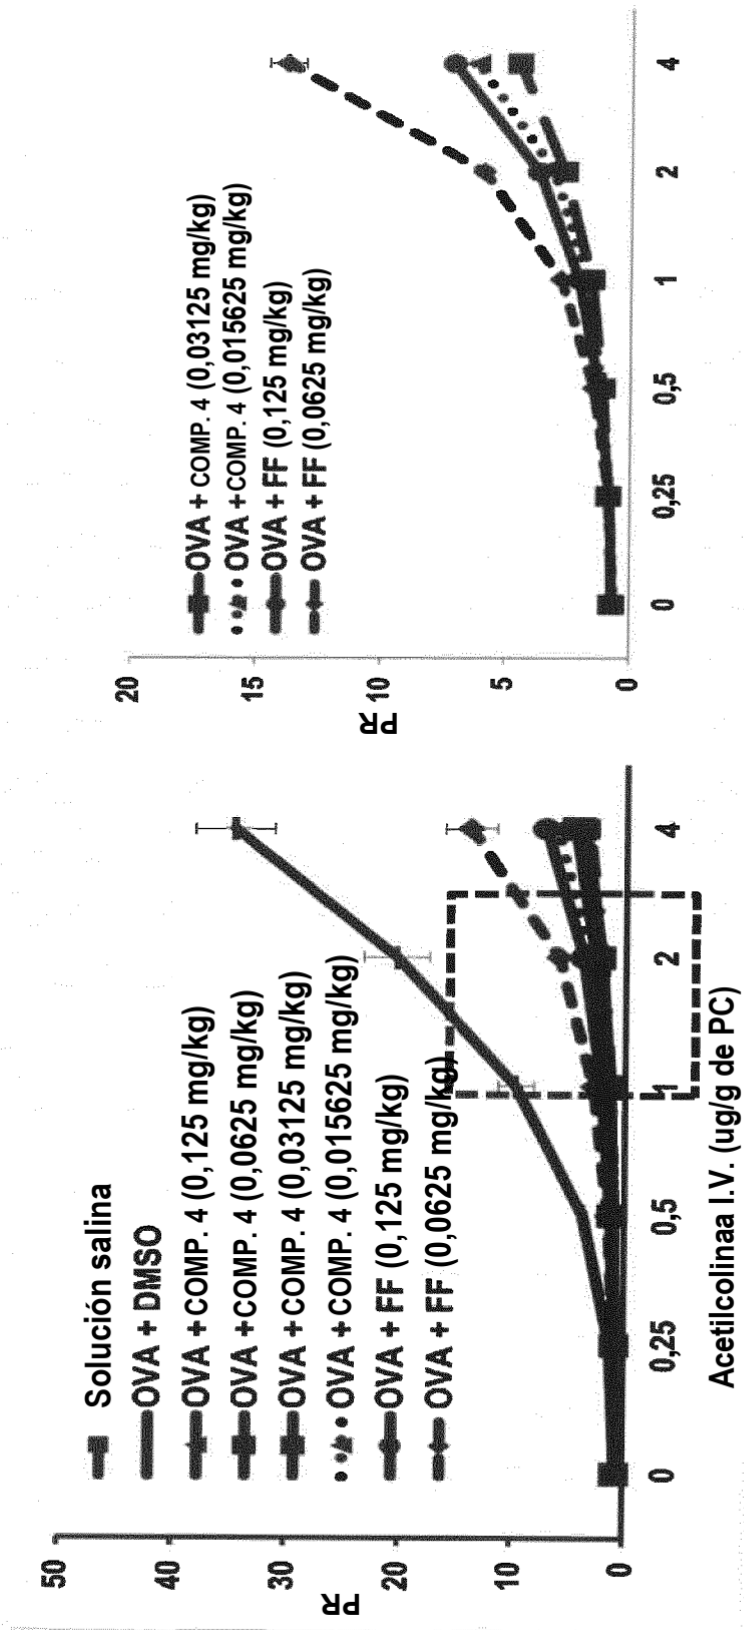 50
40
30
20
10
0
PR
Solución salina
OVA + DMSO
OVA + COMP. 4 (0,125 mg/kg)
OVA +COMP. 4 (0,0625 mg/kg)
OVA + COMP. 4 (0,03125 mg/kg)
OVA + COMP. 4 (0,015625 mg/kg)
OVA + FF (0,125 mg/kg)
OVA + FF (0,0625 mg/kg)
0 0,25 0,5 1 2 4
Acetilcolinaa I.V. (ug/g de PC)
20
15
10
5
0
PR
OVA + COMP. 4 (0,03125 mg/kg)
OVA +COMP. 4 (0,015625 mg/kg)
OVA + FF (0,125 mg/kg)
OVA + FF (0,0625 mg/kg)
0 0,25 0,5 1 2 4